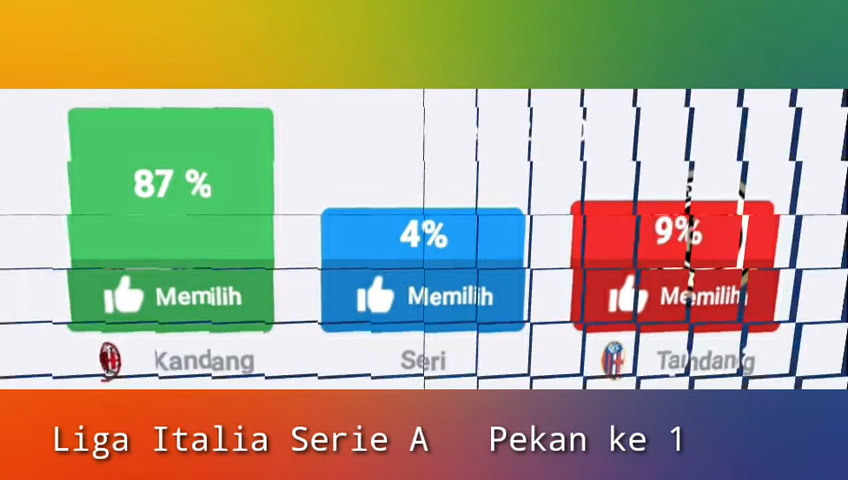 87 %
4%
9%
Memilih
Memilih
Memilih
Kandang
Seri
Tandang
Liga Italia Serie A Pekan ke 1